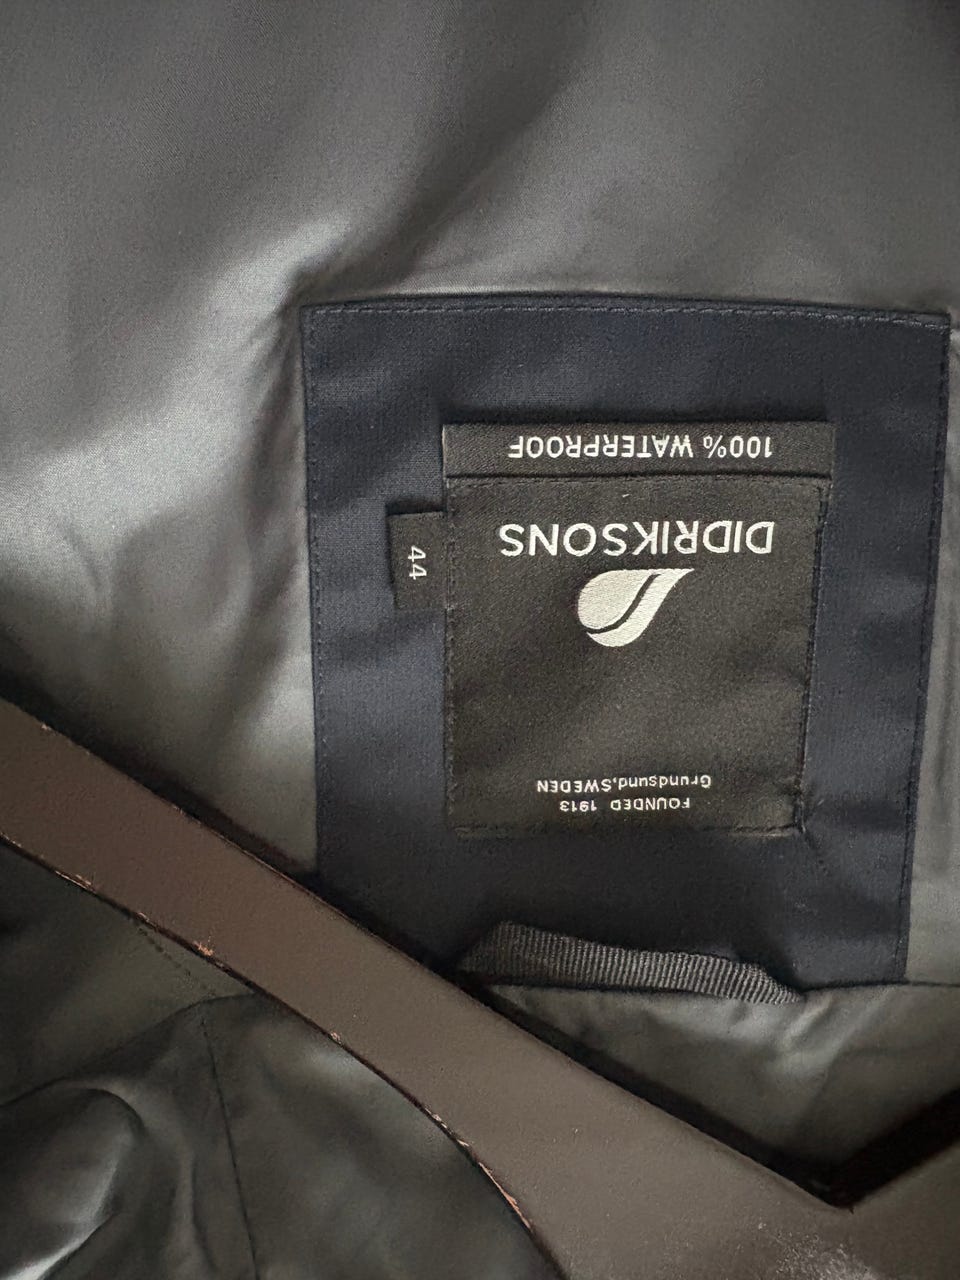 FOUNDED 1913
Grundsund,SWEDEN
DIDRIKSONS
44
100% WATERPROOF